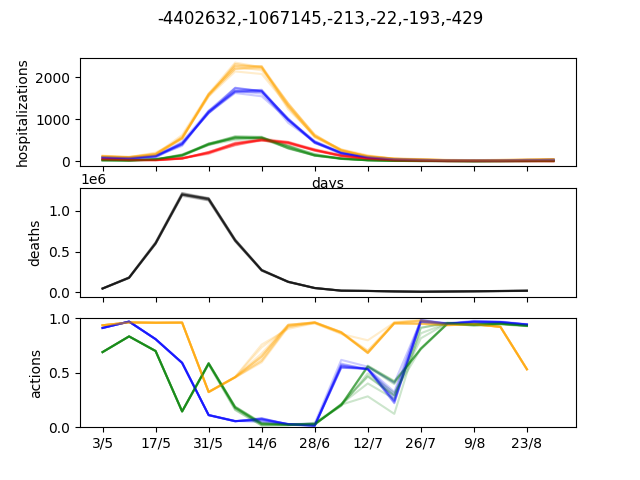 -4402632,-1067145,-213,-22,-193,-429
hospitalizations
2000
1000
0
days
1e6
deaths
1.0
0.5
0.0
actions
1.0
0.5
0.0
3/5 17/5 31/5 14/6 28/6 12/7 26/7 9/8 23/8